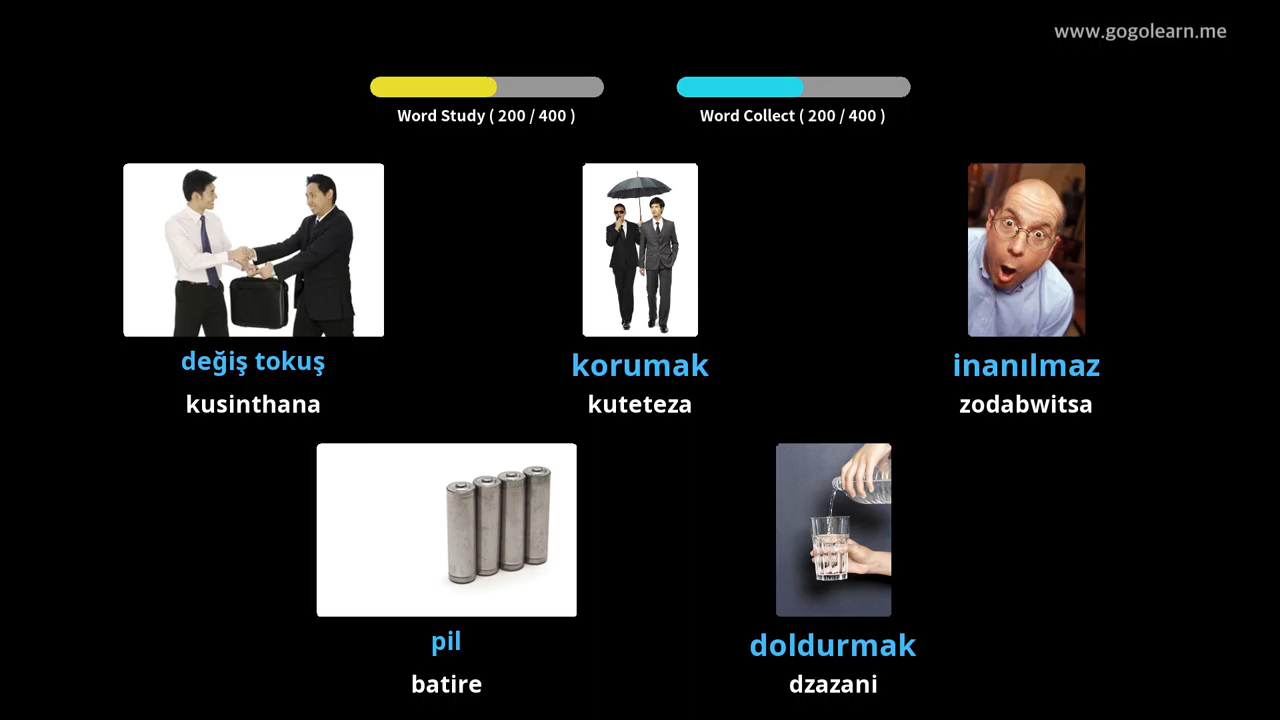 www.gogolearn.me
Word Study ( 200 / 400 )
Word Collect ( 200 / 400 )
değiş tokuş
kusinthana
korumak
kuteteza
inanılmaz
zodabwitsa
pil
batire
doldurmak
dzazani